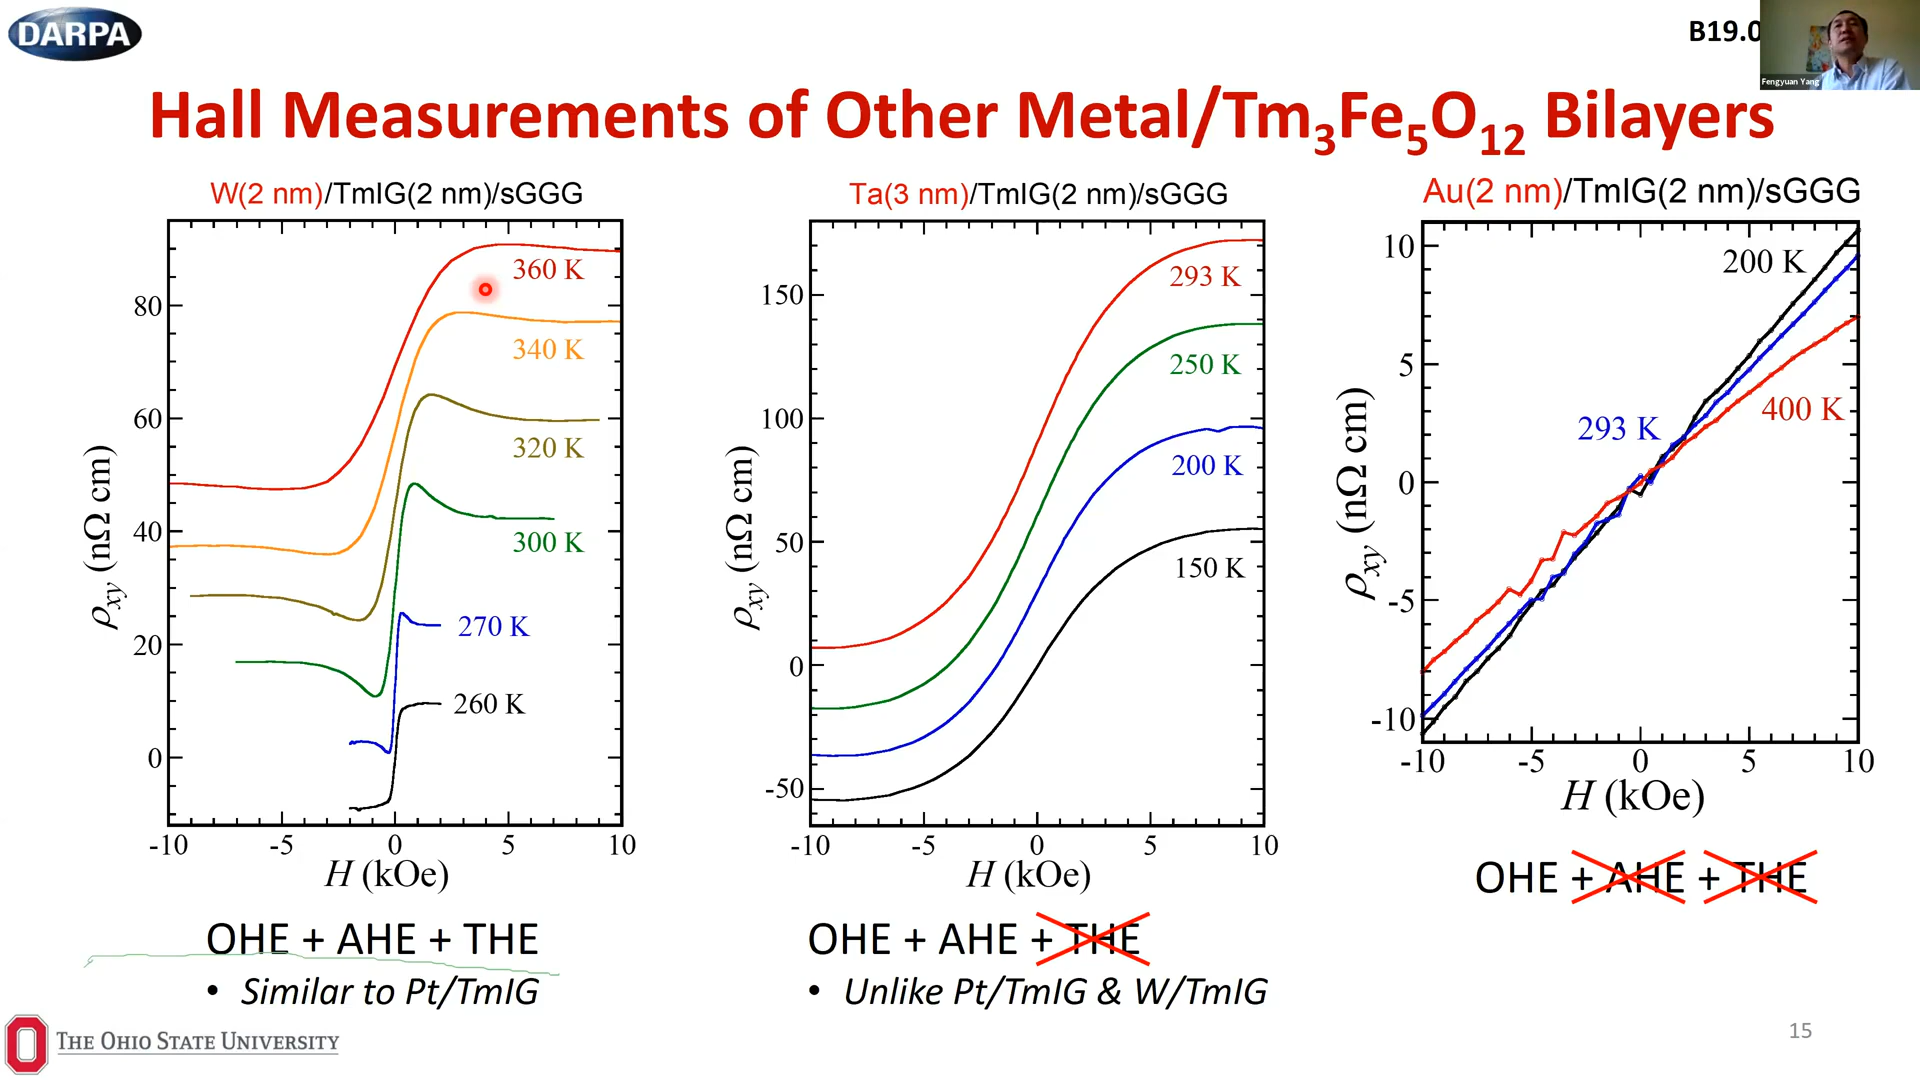 DARPA
B19.0
Fengyuan Yang
Hall Measurements of Other Metal/Tm3Fe5O12 Bilayers
W(2 nm)/TmIG(2 nm)/sGGG
360 K
340 K
320 K
300 K
270 K
260 K
80
60
40
20
0
ρxy (nΩ cm)
-10 -5 0 5 10
H (kOe)
OHE + AHE + THE
• Similar to Pt/TmIG
Ta(3 nm)/TmIG(2 nm)/sGGG
293 K
250 K
200 K
150 K
150
100
50
0
-50
ρxy (nΩ cm)
-10 -5 0 5 10
H (kOe)
OHE + AHE + THE
• Unlike Pt/TmIG & W/TmIG
Au(2 nm)/TmIG(2 nm)/sGGG
200 K
293 K
400 K
10
5
0
-5
-10
ρxy (nΩ cm)
-10 -5 0 5 10
H (kOe)
OHE + AHE + THE
THE OHIO STATE UNIVERSITY
15